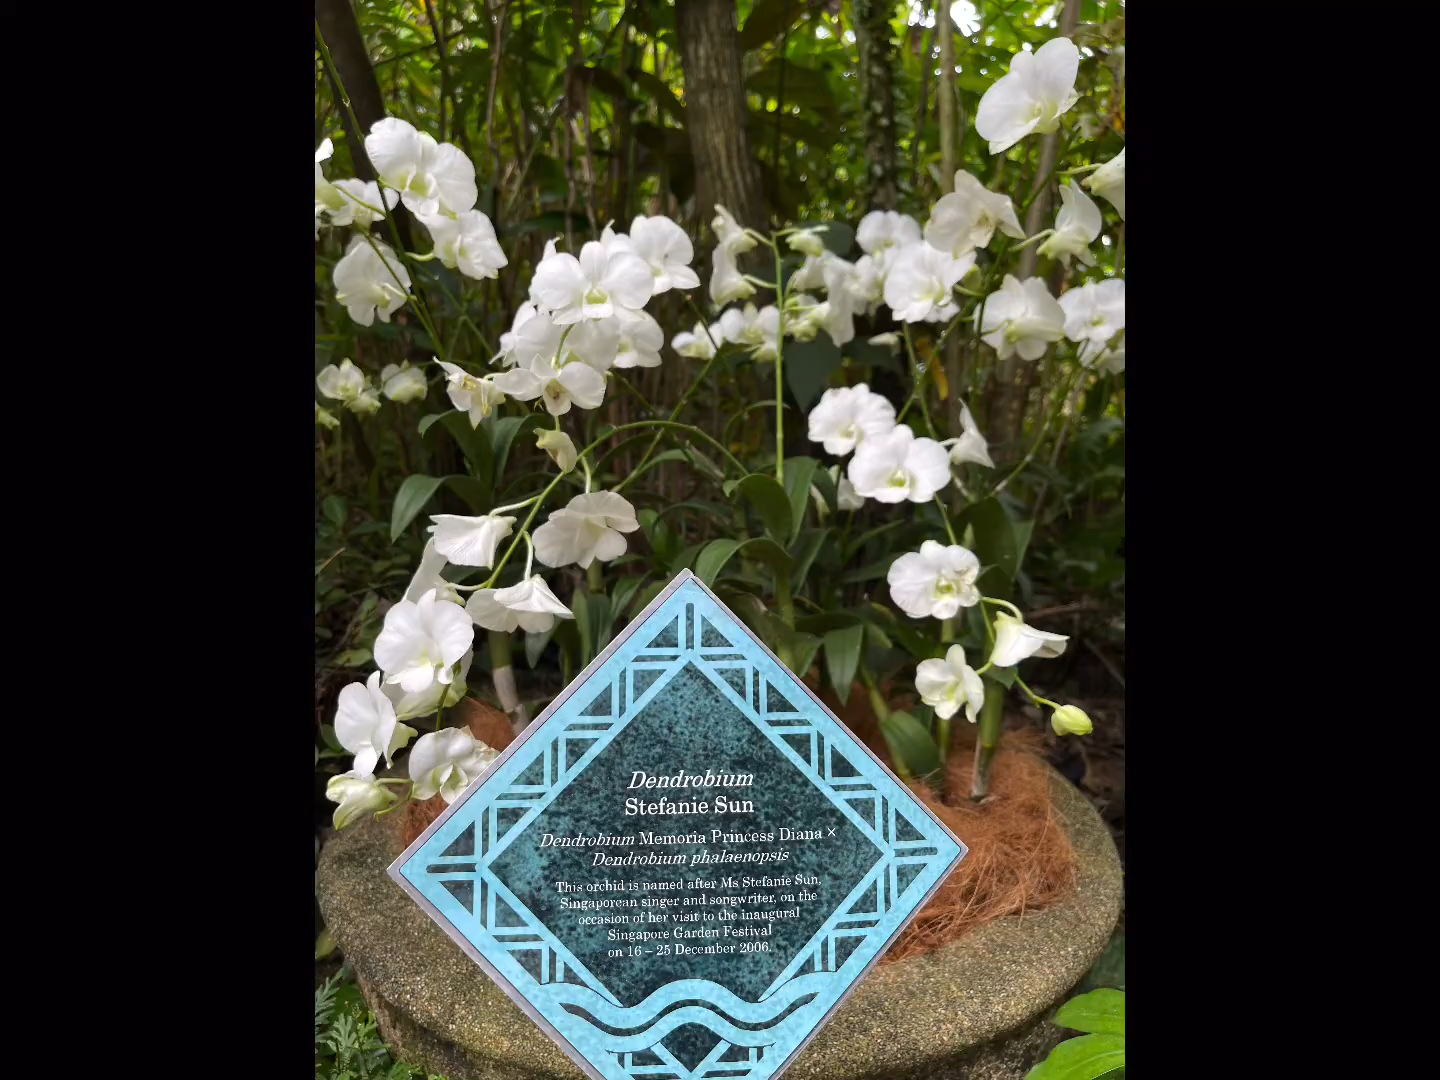 Dendrobium
Stefanie Sun
Dendrobium Memoria Princess Diana ×
Dendrobium phalaenopsis
This orchid is named after Ms Stefanie Sun,
Singaporean singer and songwriter, on the
occasion of her visit to the inaugural
Singapore Garden Festival
on 16 – 25 December 2006.